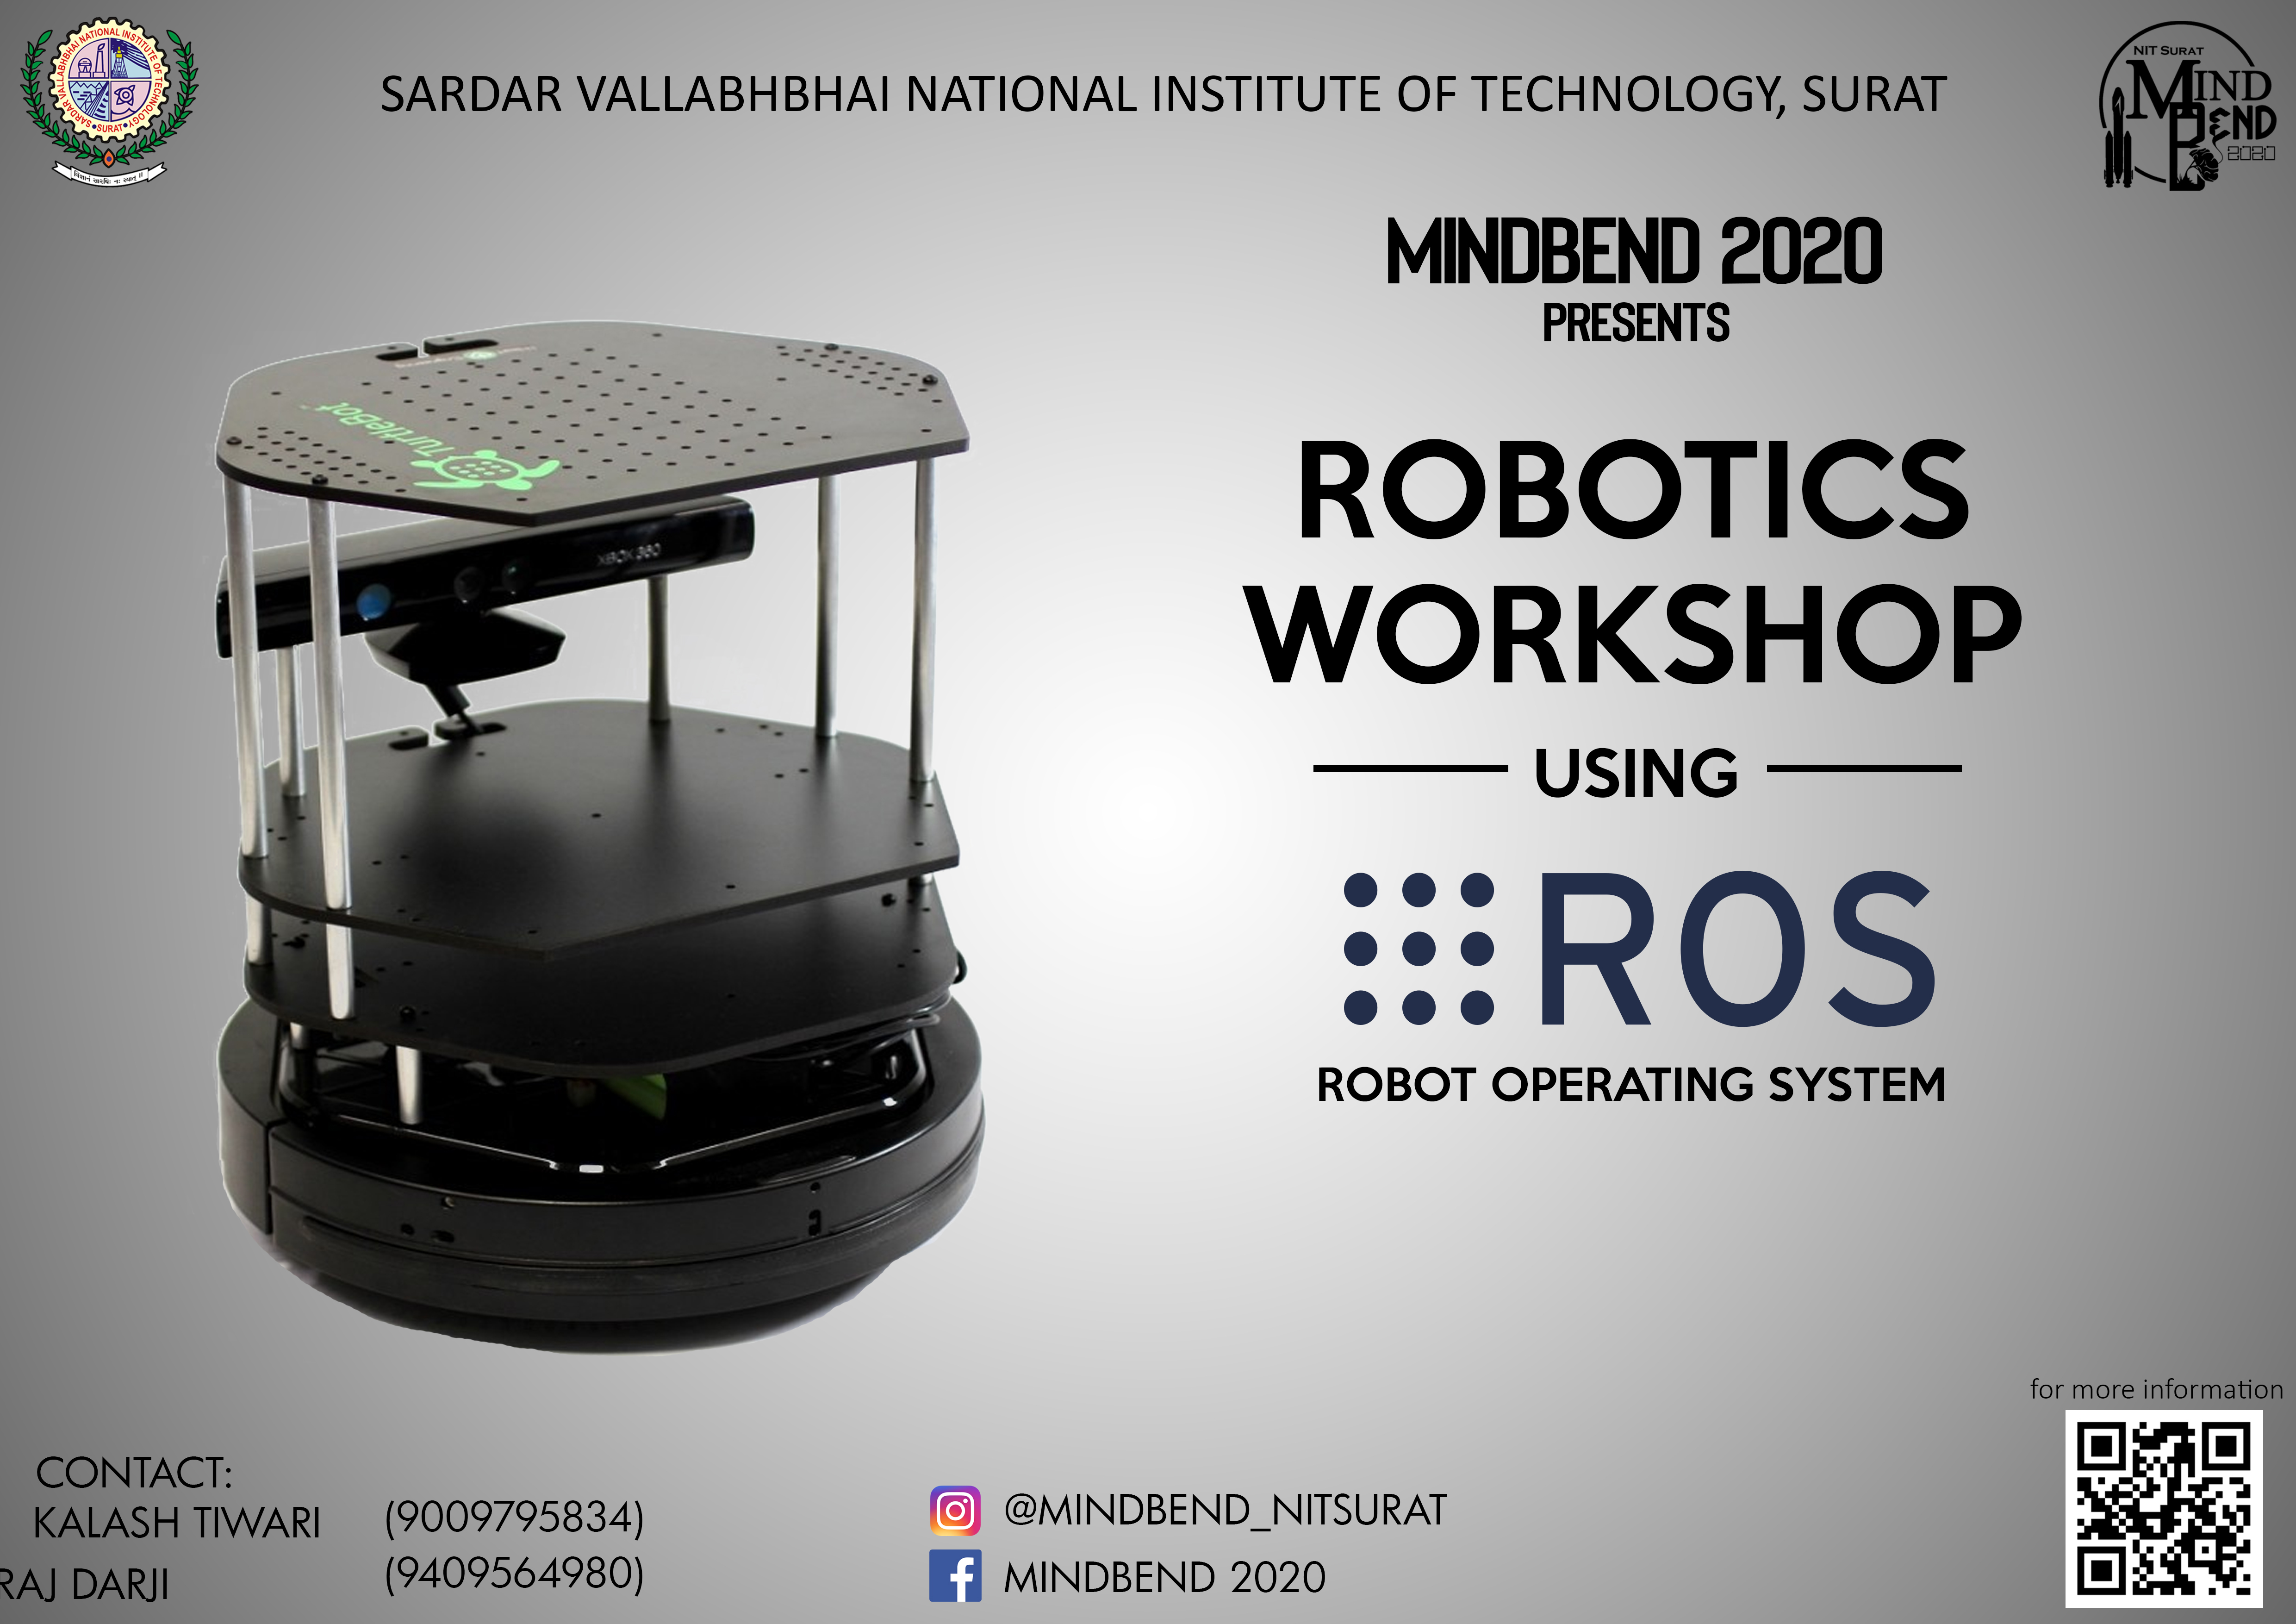 SARDAR VALLABHBHAI NATIONAL INSTITUTE OF TECHNOLOGY
•SURAT•
SARDAR VALLABHBHAI NATIONAL INSTITUTE OF TECHNOLOGY, SURAT
NIT SURAT
MIND
BEND
2020
MINDBEND 2020
PRESENTS
ROBOTICS
WORKSHOP
USING
ROS
ROBOT OPERATING SYSTEM
TurtleBot
XBOX 360
for more information
CONTACT:
KALASH TIWARI (9009795834)
RAJ DARJI (9409564980)
@MINDBEND_NITSURAT
MINDBEND 2020